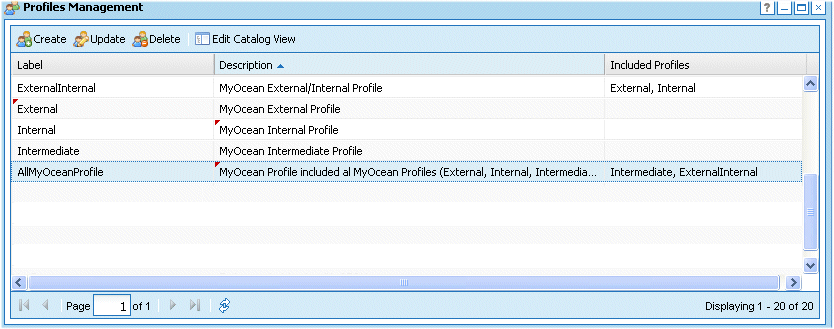 Profiles Management
Create Update Delete Edit Catalog View
Label Description Included Profiles
ExternalInternal MyOcean External/Internal Profile External, Internal
External MyOcean External Profile
Internal MyOcean Internal Profile
Intermediate MyOcean Intermediate Profile
AllMyOceanProfile MyOcean Profile included al MyOcean Profiles (External, Internal, Intermedia... Intermediate, ExternalInternal
Page 1 of 1 Displaying 1 - 20 of 20